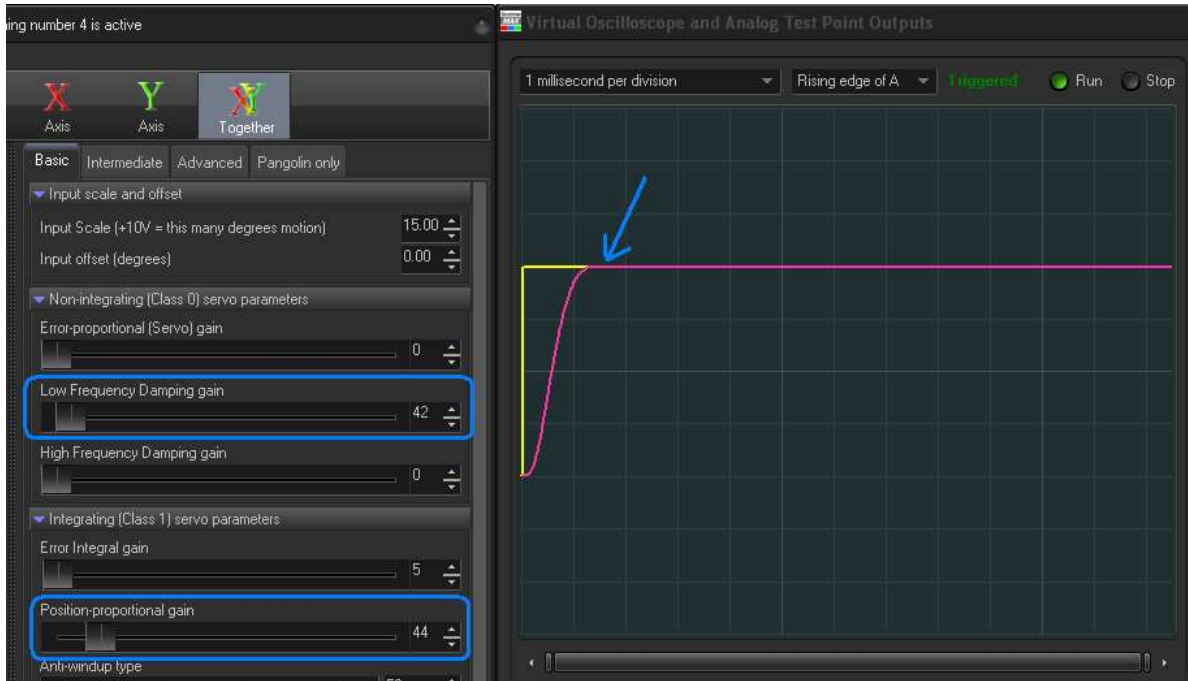 ing number 4 is active
X
Axis
Y
Axis
XY
Together
Basic Intermediate Advanced Pangolin only
Input scale and offset
Input Scale (+10V = this many degrees motion) 15.00
Input offset (degrees) 0.00
Non-integrating (Class 0) servo parameters
Error-proportional (Servo) gain
0
Low Frequency Damping gain
42
High Frequency Damping gain
0
Integrating (Class 1) servo parameters
Error Integral gain
5
Position-proportional gain
44
Anti-windup type
Virtual Oscilloscope and Analog Test Point Outputs
1 millisecond per division Rising edge of A Triggered Run Stop